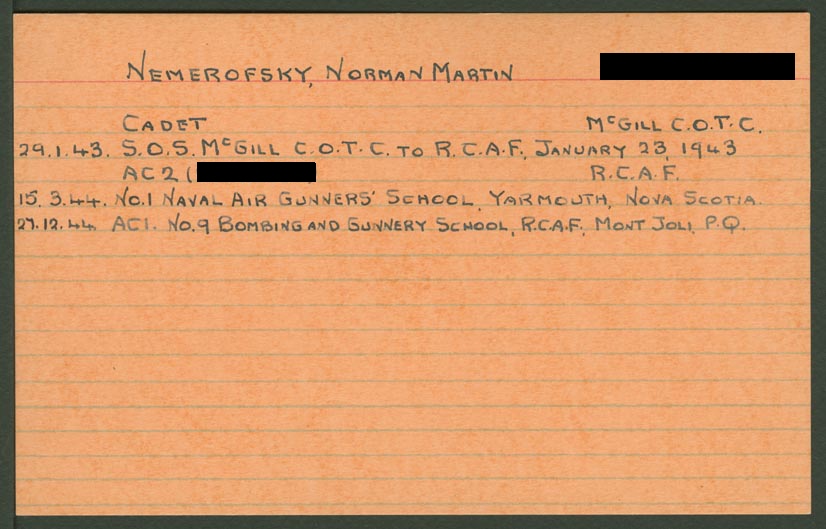 NEMEROFSKY, NORMAN MARTIN
CADET McGILL C.O.T.C.
29.1.43. S.O.S. McGILL C.O.T.C. TO R.C.A.F., JANUARY 23, 1943
AC2 ( R.C.A.F.
15.3.44. No.1 NAVAL AIR GUNNERS' SCHOOL, YARMOUTH, NOVA SCOTIA.
27.12.44. AC1. No.9 BOMBING AND GUNNERY SCHOOL, R.C.A.F., MONT JOLI, P.Q.